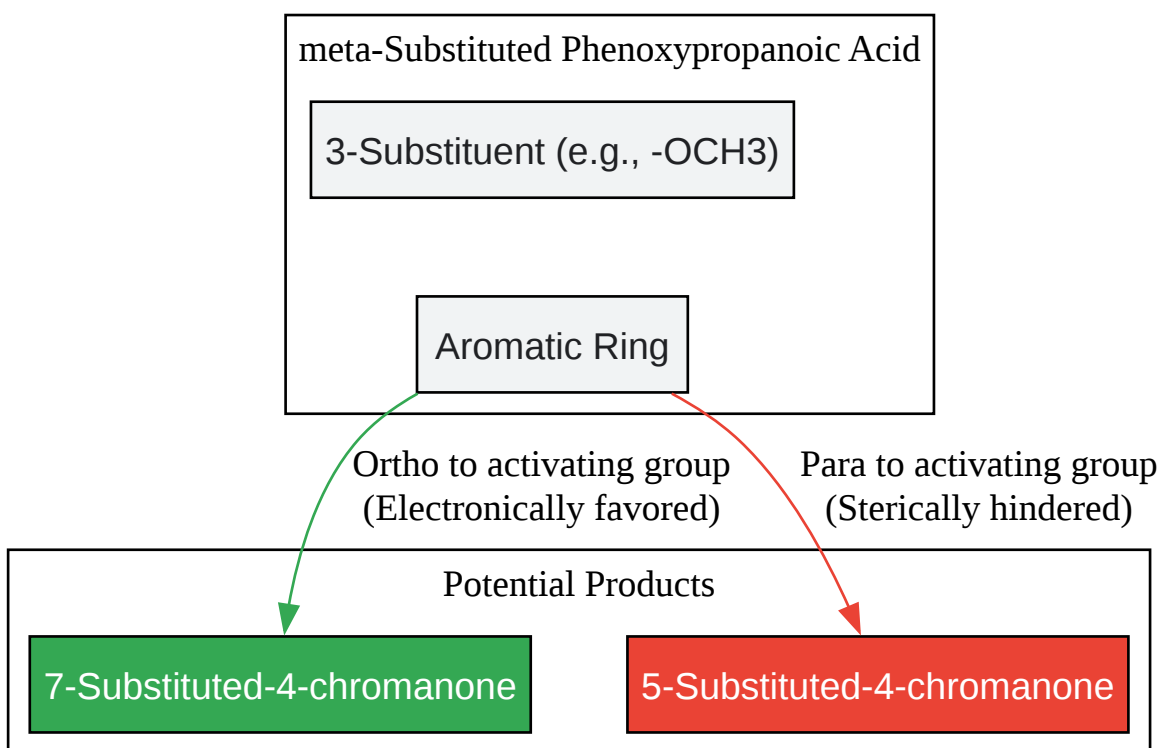 meta-Substituted Phenoxypropanoic Acid
3-Substituent (e.g., -OCH3)
Aromatic Ring
Ortho to activating group
(Electronically favored)
Para to activating group
(Sterically hindered)
Potential Products
7-Substituted-4-chromanone
5-Substituted-4-chromanone